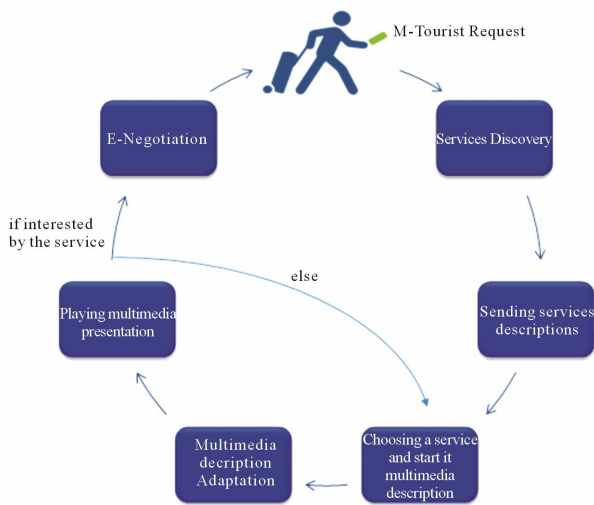 M-Tourist Request
Services Discovery
Sending services
descriptions
Choosing a service
and start it
multimedia
description
Multimedia
decription
Adaptation
Playing multimedia
presentation
if interested
by the service
else
E-Negotiation